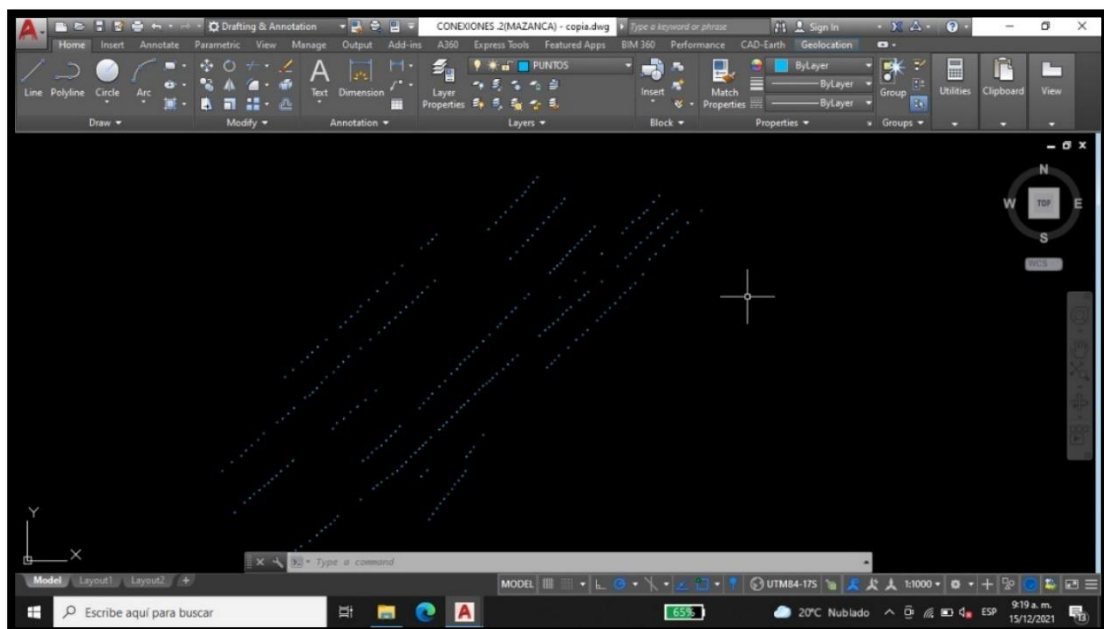 A CONEXIONES .2(MAZANCA) - copia.dwg Type a keyword or phrase Sign In
Drafting & Annotation
Home Insert Annotate Parametric View Manage Output Add-ins A360 Express Tools Featured Apps BIM 360 Performance CAD-Earth Geolocation
PUNTOS
ByLayer
ByLayer
ByLayer
Line Polyline Circle Arc Text Dimension Layer Properties Insert Match Properties Group Utilities Clipboard View
Draw Modify Annotation Layers Block Properties Groups
N
W TOP E
S
WCS
Y
X
Type a command
Model Layout1 Layout2 +
MODEL UTM84-17S 1:1000
Escribe aquí para buscar
65%
20°C Nublado
ESP
9:19 a. m.
15/12/2021